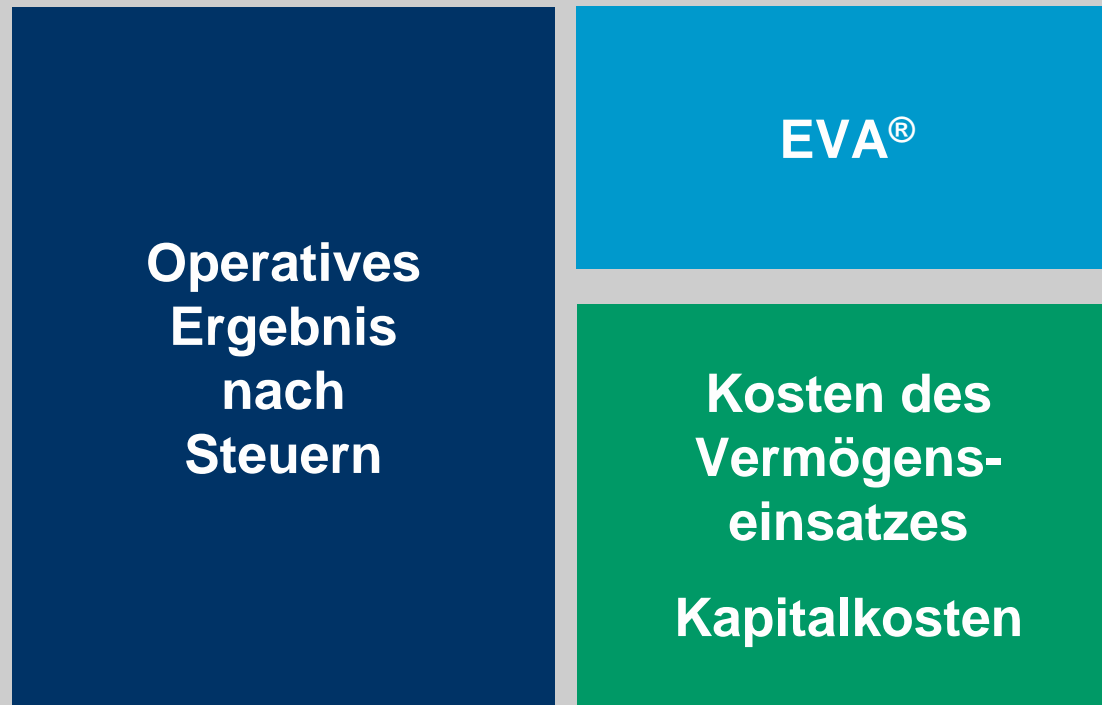 Operatives
Ergebnis
nach
Steuern
EVA®
Kosten des
Vermögens-
einsatzes
Kapitalkosten